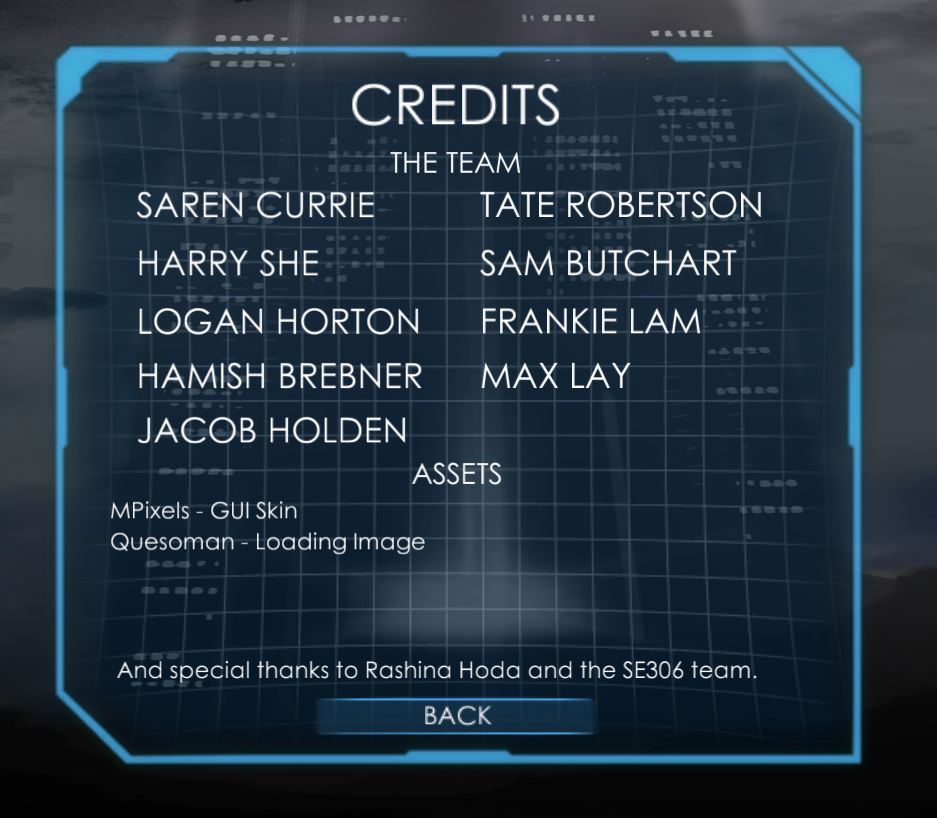 CREDITS
THE TEAM
SAREN CURRIE TATE ROBERTSON
HARRY SHE SAM BUTCHART
LOGAN HORTON FRANKIE LAM
HAMISH BREBNER MAX LAY
JACOB HOLDEN
ASSETS
MPixels - GUI Skin
Quesoman - Loading Image
And special thanks to Rashina Hoda and the SE306 team.
BACK